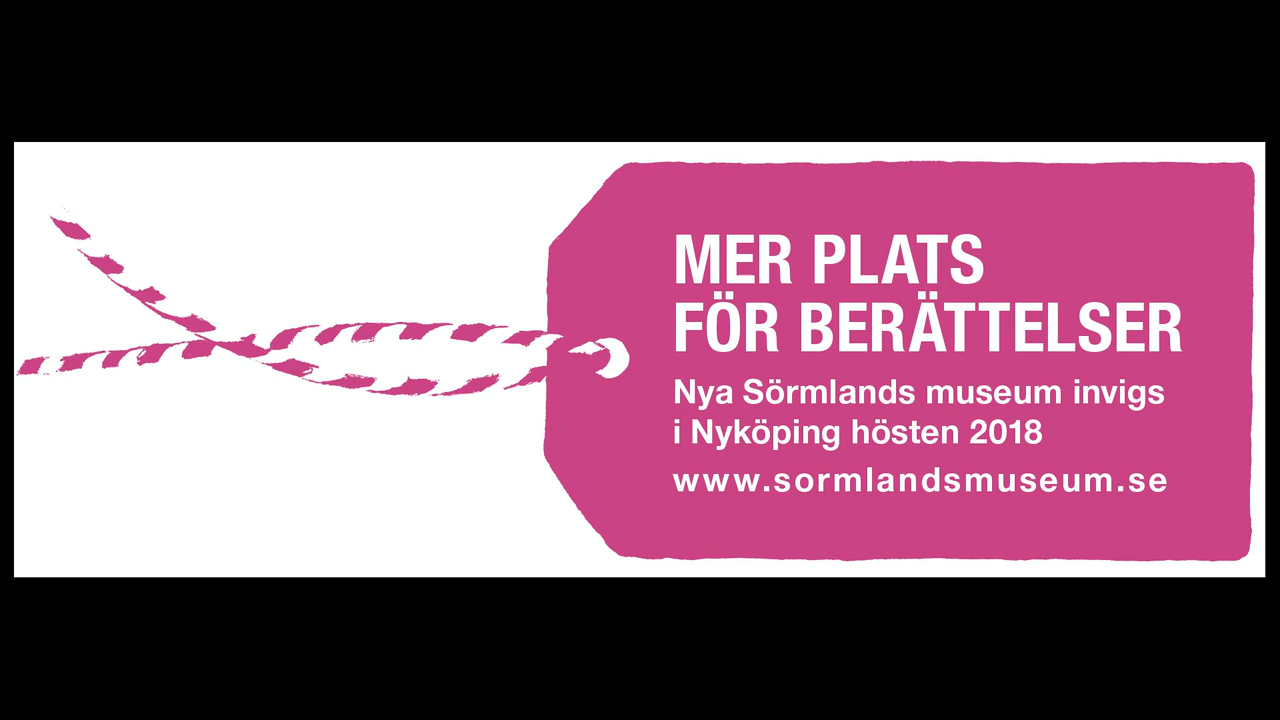 MER PLATS
FÖR BERÄTTELSER
Nya Sörmlands museum invigs
i Nyköping hösten 2018
www.sormlandsmuseum.se